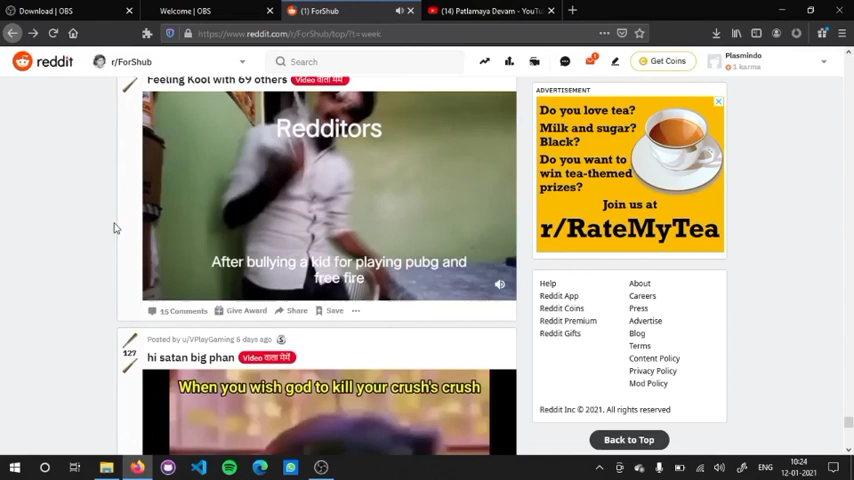 Download | OBS
Welcome | OBS
(1) ForShub
(14) Patlamaya Devam - YouTu
https://www.reddit.com/r/ForShub/top/?t=week
reddit
r/ForShub
Search
Get Coins
Plasmindo
1 karma
Feeling Kool with 69 others Video वाला मेमे
Redditors
After bullying a kid for playing pubg and
free fire
15 Comments Give Award Share Save
Posted by u/VPlayGaming 5 days ago
127
hi satan big phan Video वाला मेमे
When you wish god to kill your crush's crush
ADVERTISEMENT
Do you love tea?
Milk and sugar?
Black?
Do you want to
win tea-themed
prizes?
Join us at
r/RateMyTea
Help About
Reddit App Careers
Reddit Coins Press
Reddit Premium Advertise
Reddit Gifts Blog
Terms
Content Policy
Privacy Policy
Mod Policy
Reddit Inc © 2021. All rights reserved
Back to Top
ENG
10:24
12-01-2021